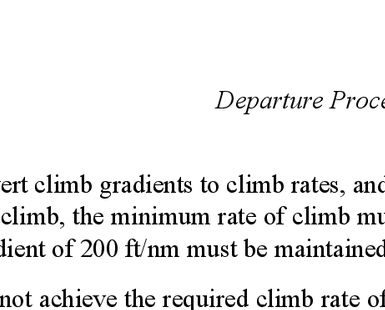 Departure Proce
ert climb gradients to climb rates, and
climb, the minimum rate of climb mu
dient of 200 ft/nm must be maintained
not achieve the required climb rate of